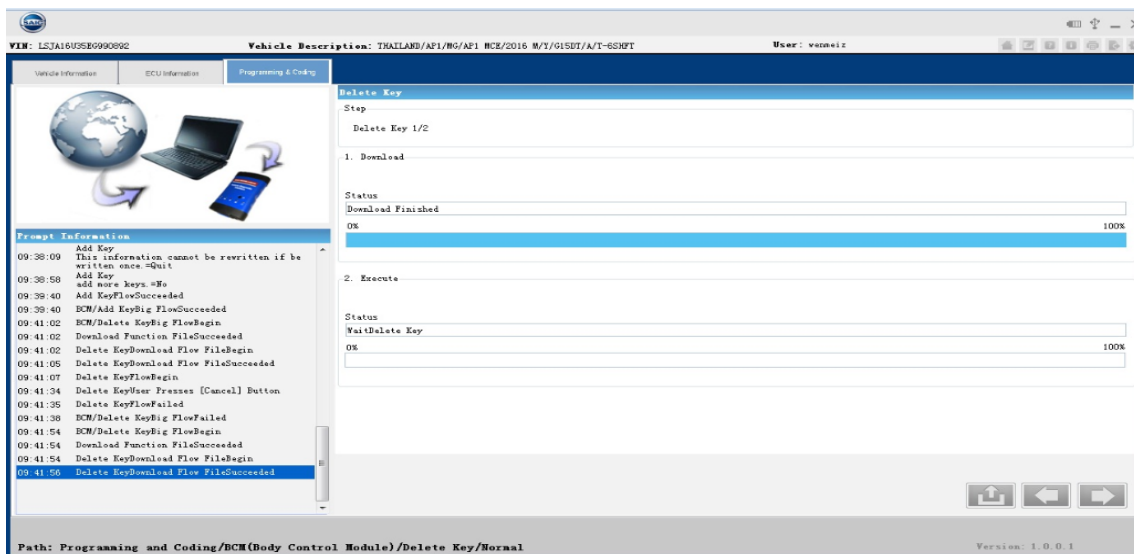 SAIC
VIN: LSJA16U35EG990892 Vehicle Description: THAILAND/AP1/MG/AP1 MCE/2016 M/Y/G15DT/A/T-6SHFT User: wenmeiz
Vehicle Information ECU Information Programming & Coding
Delete Key
Step
Delete Key 1/2
1. Download
Status
Download Finished
0% 100%
2. Execute
Status
WaitDelete Key
0% 100%
Prompt Information
Add Key
09:38:09 This information cannot be rewritten if be
written once.=Quit
09:38:58 Add Key
add more keys.=No
09:39:40 Add KeyFlowSucceeded
09:39:40 BCM/Add KeyBig FlowSucceeded
09:41:02 BCM/Delete KeyBig FlowBegin
09:41:02 Download Function FileSucceeded
09:41:02 Delete KeyDownload Flow FileBegin
09:41:05 Delete KeyDownload Flow FileSucceeded
09:41:07 Delete KeyFlowBegin
09:41:34 Delete KeyUser Presses [Cancel] Button
09:41:35 Delete KeyFlowFailed
09:41:38 BCM/Delete KeyBig FlowFailed
09:41:54 BCM/Delete KeyBig FlowBegin
09:41:54 Download Function FileSucceeded
09:41:54 Delete KeyDownload Flow FileBegin
09:41:56 Delete KeyDownload Flow FileSucceeded
Path: Programming and Coding/BCM(Body Control Module)/Delete Key/Normal Version: 1.0.0.1